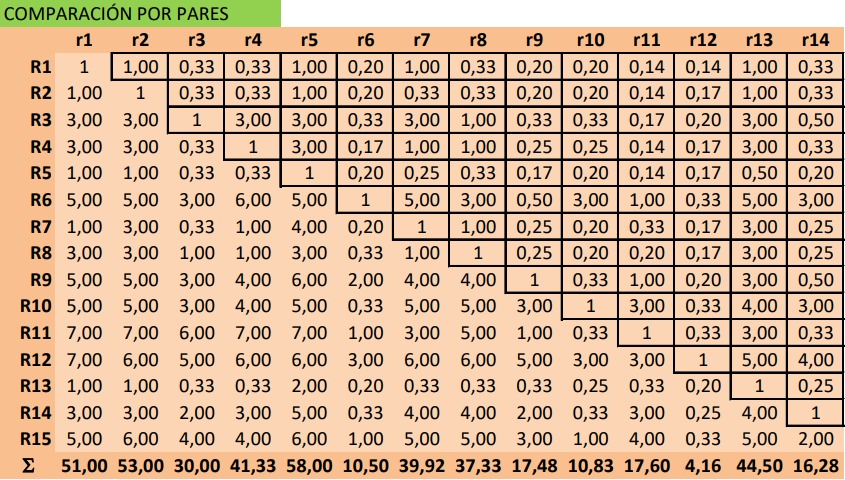 COMPARACIÓN POR PARES
r1 r2 r3 r4 r5 r6 r7 r8 r9 r10 r11 r12 r13 r14
R1 1 1,00 0,33 0,33 1,00 0,20 1,00 0,33 0,20 0,20 0,14 0,14 1,00 0,33
R2 1,00 1 0,33 0,33 1,00 0,20 0,33 0,33 0,20 0,20 0,14 0,17 1,00 0,33
R3 3,00 3,00 1 3,00 3,00 0,33 3,00 1,00 0,33 0,33 0,17 0,20 3,00 0,50
R4 3,00 3,00 0,33 1 3,00 0,17 1,00 1,00 0,25 0,25 0,14 0,17 3,00 0,33
R5 1,00 1,00 0,33 0,33 1 0,20 0,25 0,33 0,17 0,20 0,14 0,17 0,50 0,20
R6 5,00 5,00 3,00 6,00 5,00 1 5,00 3,00 0,50 3,00 1,00 0,33 5,00 3,00
R7 1,00 3,00 0,33 1,00 4,00 0,20 1 1,00 0,25 0,20 0,33 0,17 3,00 0,25
R8 3,00 3,00 1,00 1,00 3,00 0,33 1,00 1 0,25 0,20 0,20 0,17 3,00 0,25
R9 5,00 5,00 3,00 4,00 6,00 2,00 4,00 4,00 1 0,33 1,00 0,20 3,00 0,50
R10 5,00 5,00 3,00 4,00 5,00 0,33 5,00 5,00 3,00 1 3,00 0,33 4,00 3,00
R11 7,00 7,00 6,00 7,00 7,00 1,00 3,00 5,00 1,00 0,33 1 0,33 3,00 0,33
R12 7,00 6,00 5,00 6,00 6,00 3,00 6,00 6,00 5,00 3,00 3,00 1 5,00 4,00
R13 1,00 1,00 0,33 0,33 2,00 0,20 0,33 0,33 0,33 0,25 0,33 0,20 1 0,25
R14 3,00 3,00 2,00 3,00 5,00 0,33 4,00 4,00 2,00 0,33 3,00 0,25 4,00 1
R15 5,00 6,00 4,00 4,00 6,00 1,00 5,00 5,00 3,00 1,00 4,00 0,33 5,00 2,00
Σ 51,00 53,00 30,00 41,33 58,00 10,50 39,92 37,33 17,48 10,83 17,60 4,16 44,50 16,28